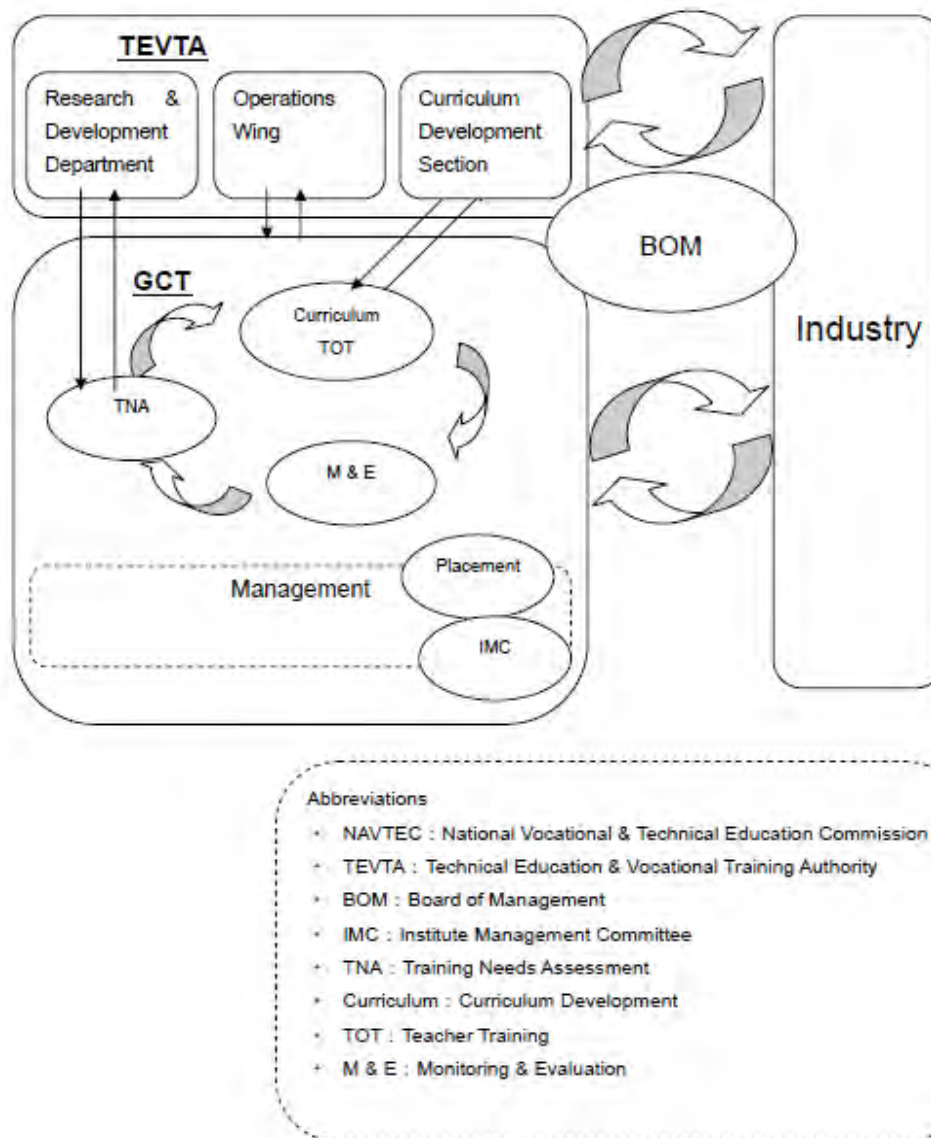 TEVTA
Research &
Development
Department
Operations
Wing
Curriculum
Development
Section
BOM
Industry
GCT
Curriculum
TOT
TNA
M & E
Placement
Management
IMC
Abbreviations
NAVTEC : National Vocational & Technical Education Commission
TEVTA : Technical Education & Vocational Training Authority
BOM : Board of Management
IMC : Institute Management Committee
TNA : Training Needs Assessment
Curriculum : Curriculum Development
TOT : Teacher Training
M & E : Monitoring & Evaluation